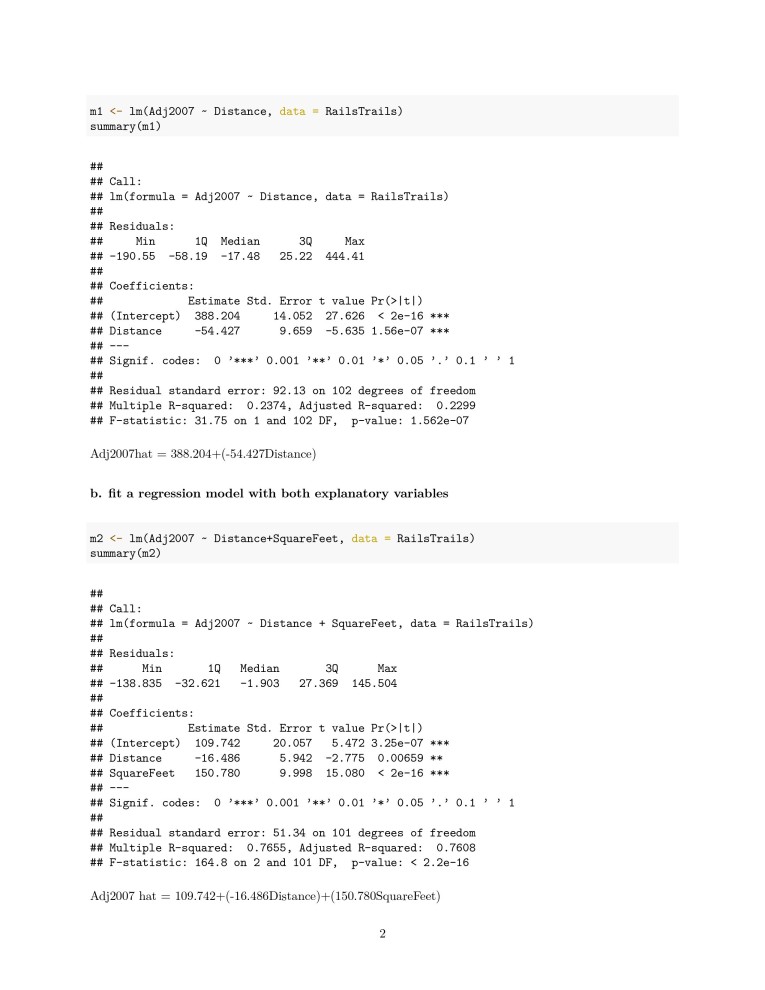 m1 <- lm(Adj2007 ~ Distance, data = RailsTrails)
summary(m1)
##
## Call:
## lm(formula = Adj2007 ~ Distance, data = RailsTrails)
##
## Residuals:
##     Min      1Q  Median      3Q     Max
## -190.55  -58.19  -17.48   25.22  444.41
##
## Coefficients:
##             Estimate Std. Error t value Pr(>|t|)
## (Intercept)  388.204     14.052  27.626  < 2e-16 ***
## Distance     -54.427      9.659  -5.635 1.56e-07 ***
## ---
## Signif. codes:  0 '***' 0.001 '**' 0.01 '*' 0.05 '.' 0.1 ' ' 1
##
## Residual standard error: 92.13 on 102 degrees of freedom
## Multiple R-squared:  0.2374, Adjusted R-squared:  0.2299
## F-statistic: 31.75 on 1 and 102 DF,  p-value: 1.562e-07
Adj2007hat = 388.204+(-54.427Distance)
b. fit a regression model with both explanatory variables
m2 <- lm(Adj2007 ~ Distance+SquareFeet, data = RailsTrails)
summary(m2)
##
## Call:
## lm(formula = Adj2007 ~ Distance + SquareFeet, data = RailsTrails)
##
## Residuals:
##      Min       1Q   Median       3Q      Max
## -138.835  -32.621   -1.903   27.369  145.504
##
## Coefficients:
##             Estimate Std. Error t value Pr(>|t|)
## (Intercept)  109.742     20.057   5.472 3.25e-07 ***
## Distance     -16.486      5.942  -2.775  0.00659 **
## SquareFeet   150.780      9.998  15.080  < 2e-16 ***
## ---
## Signif. codes:  0 '***' 0.001 '**' 0.01 '*' 0.05 '.' 0.1 ' ' 1
##
## Residual standard error: 51.34 on 101 degrees of freedom
## Multiple R-squared:  0.7655, Adjusted R-squared:  0.7608
## F-statistic: 164.8 on 2 and 101 DF,  p-value: < 2.2e-16
Adj2007 hat = 109.742+(-16.486Distance)+(150.780SquareFeet)
2